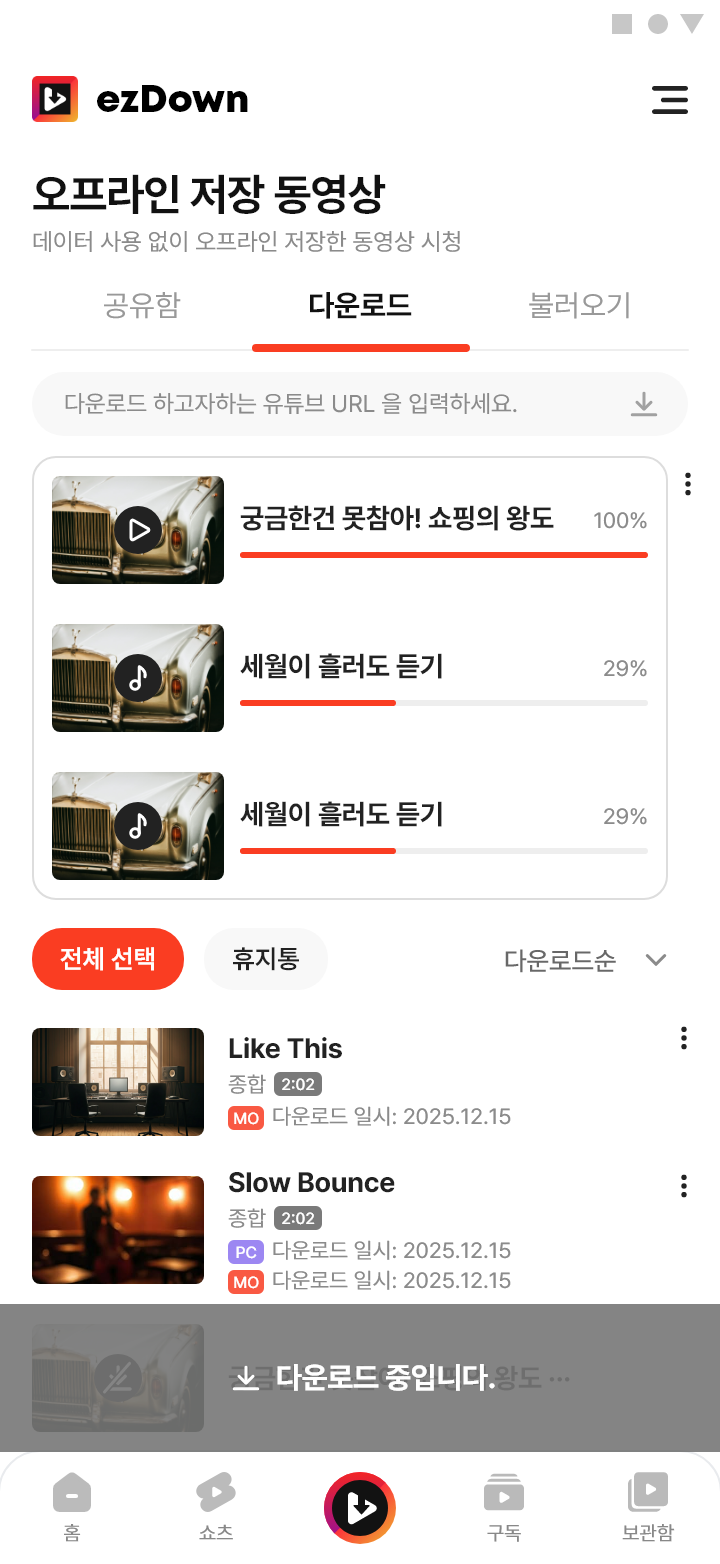 ezDown
오프라인 저장 동영상
데이터 사용 없이 오프라인 저장한 동영상 시청
공유함 다운로드 불러오기
다운로드 하고자하는 유튜브 URL 을 입력하세요.
궁금한건 못참아! 쇼핑의 왕도 100%
세월이 흘러도 듣기 29%
세월이 흘러도 듣기 29%
전체 선택 휴지통 다운로드순
Like This
종합 2:02
MO 다운로드 일시: 2025.12.15
Slow Bounce
종합 2:02
PC 다운로드 일시: 2025.12.15
MO 다운로드 일시: 2025.12.15
다운로드 중입니다.
왕도 ···
홈 쇼츠 구독 보관함